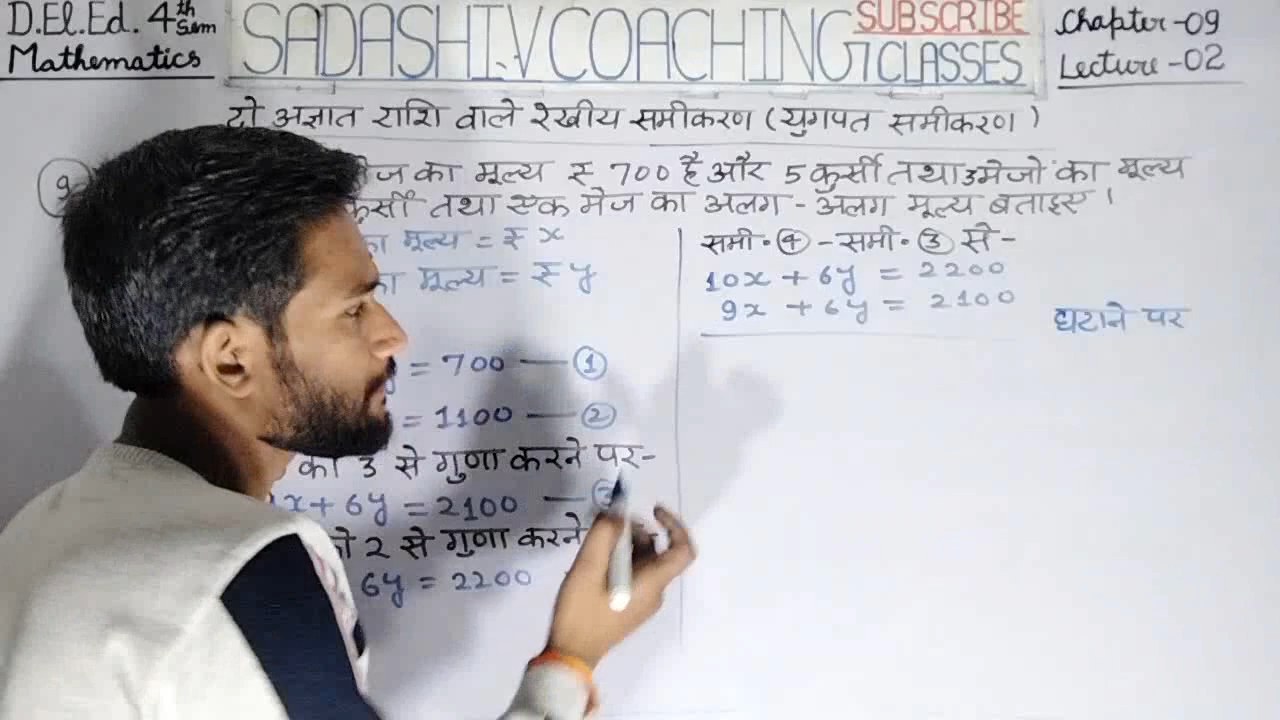 D.El.Ed. 4th Sem
Mathematics
SADASHIV COACHING CLASSES
SUBSCRIBE
Chapter-09
Lecture-02
दो अज्ञात राशि वाले रेखीय समीकरण (युगपत समीकरण)
का मूल्य ₹ 700 है और 5 कुर्सी तथा 3 मेजों का मूल्य
तथा एक मेज का अलग-अलग मूल्य बताइए।
का मूल्य = ₹ x
का मूल्य = ₹ y
= 700 — ①
= 1100 — ②
को 3 से गुणा करने पर-
x + 6y = 2100 — ③
को 2 से गुणा करने
6y = 2200
समी. ④ - समी. ③ से-
10x + 6y = 2200
9x + 6y = 2100
घटाने पर